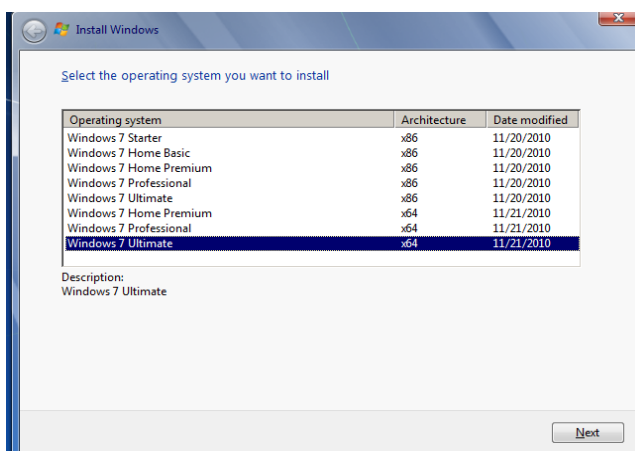 Install Windows
Select the operating system you want to install
Operating system Architecture Date modified
Windows 7 Starter x86 11/20/2010
Windows 7 Home Basic x86 11/20/2010
Windows 7 Home Premium x86 11/20/2010
Windows 7 Professional x86 11/20/2010
Windows 7 Ultimate x86 11/20/2010
Windows 7 Home Premium x64 11/21/2010
Windows 7 Professional x64 11/21/2010
Windows 7 Ultimate x64 11/21/2010
Description:
Windows 7 Ultimate
Next